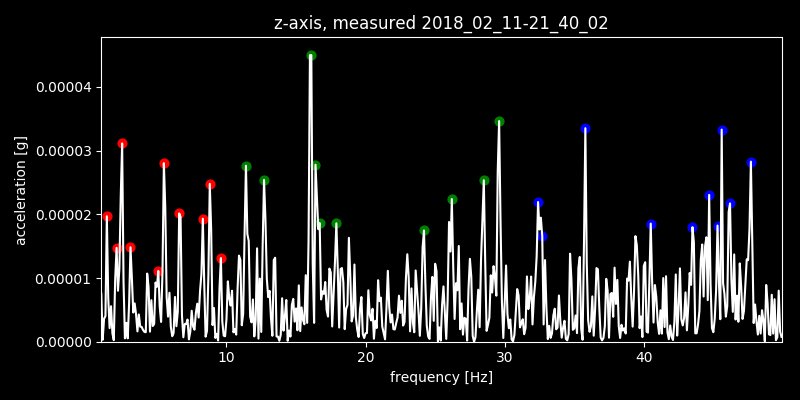 z-axis, measured 2018_02_11-21_40_02
acceleration [g]
0.00004
0.00003
0.00002
0.00001
0.00000
10 20 30 40
frequency [Hz]